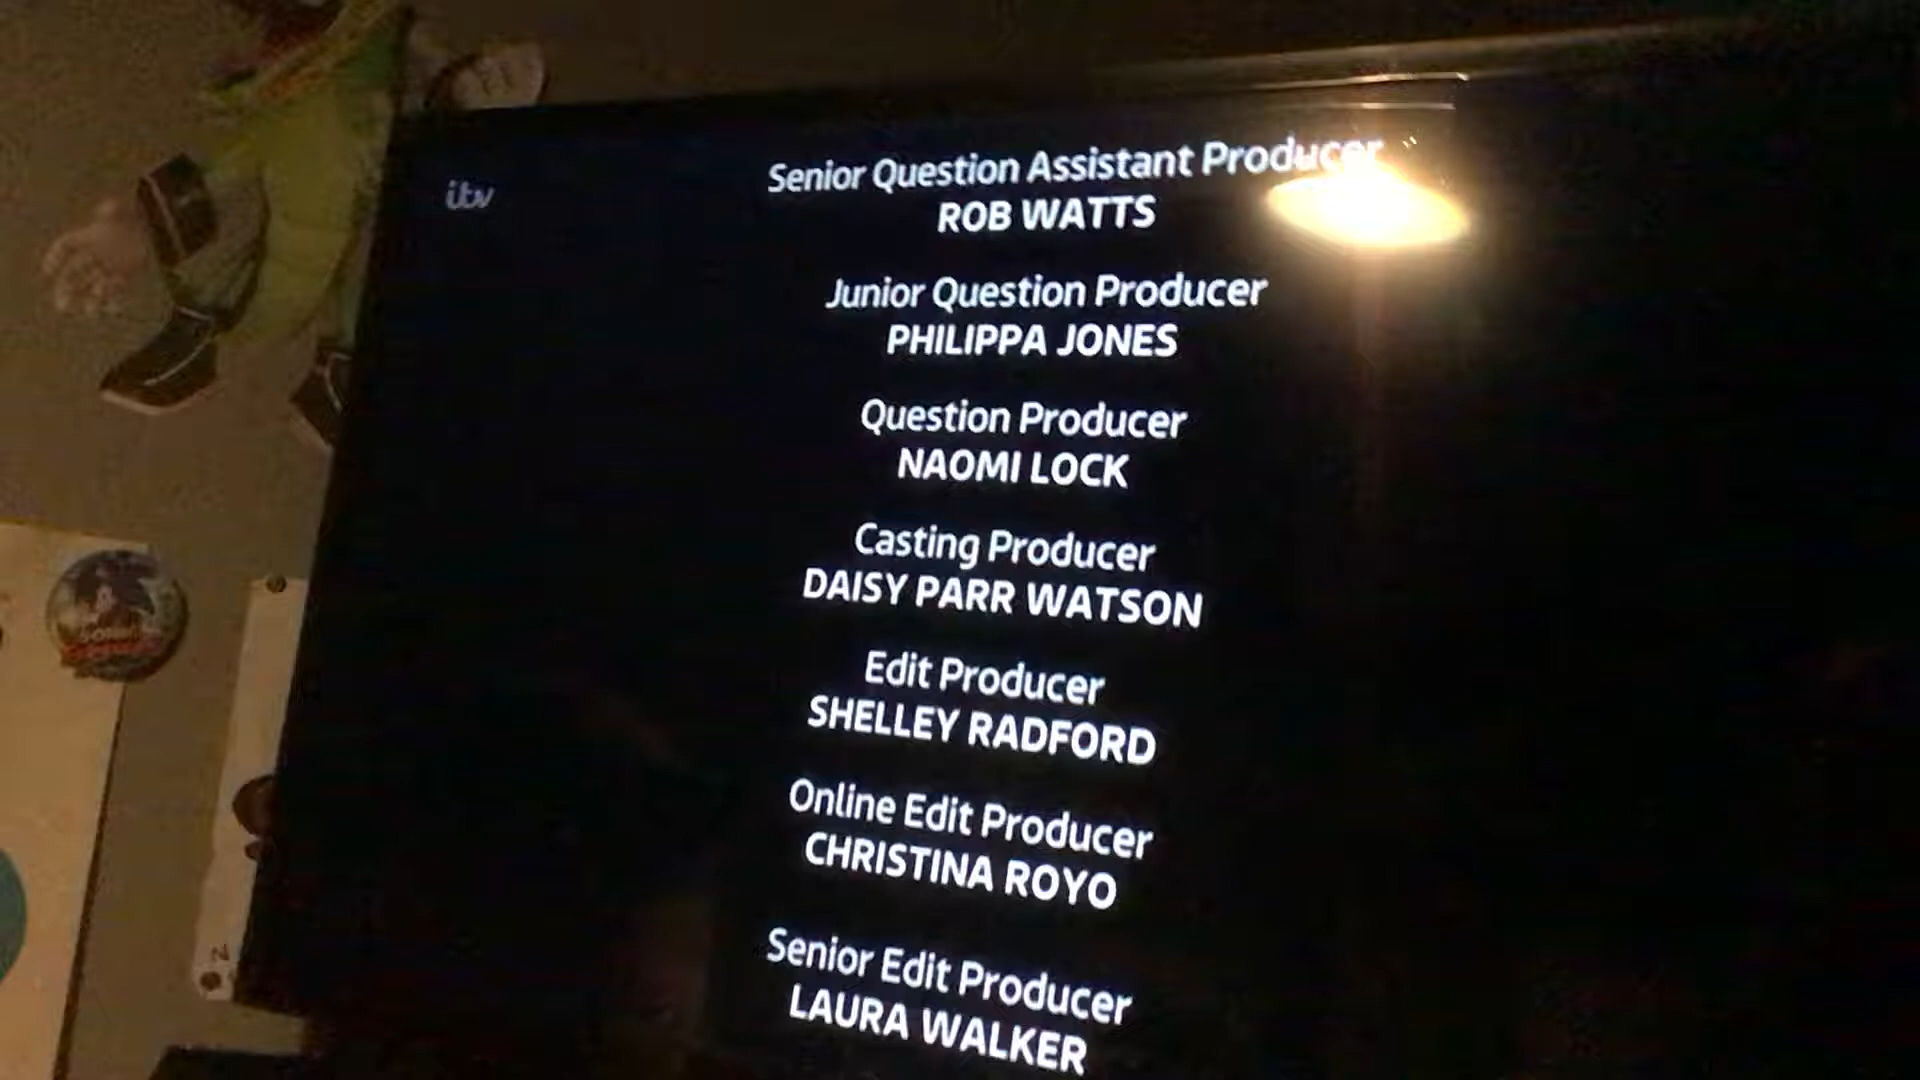 itv
Senior Question Assistant Producer
ROB WATTS
Junior Question Producer
PHILIPPA JONES
Question Producer
NAOMI LOCK
Casting Producer
DAISY PARR WATSON
Edit Producer
SHELLEY RADFORD
Online Edit Producer
CHRISTINA ROYO
Senior Edit Producer
LAURA WALKER
SONIC